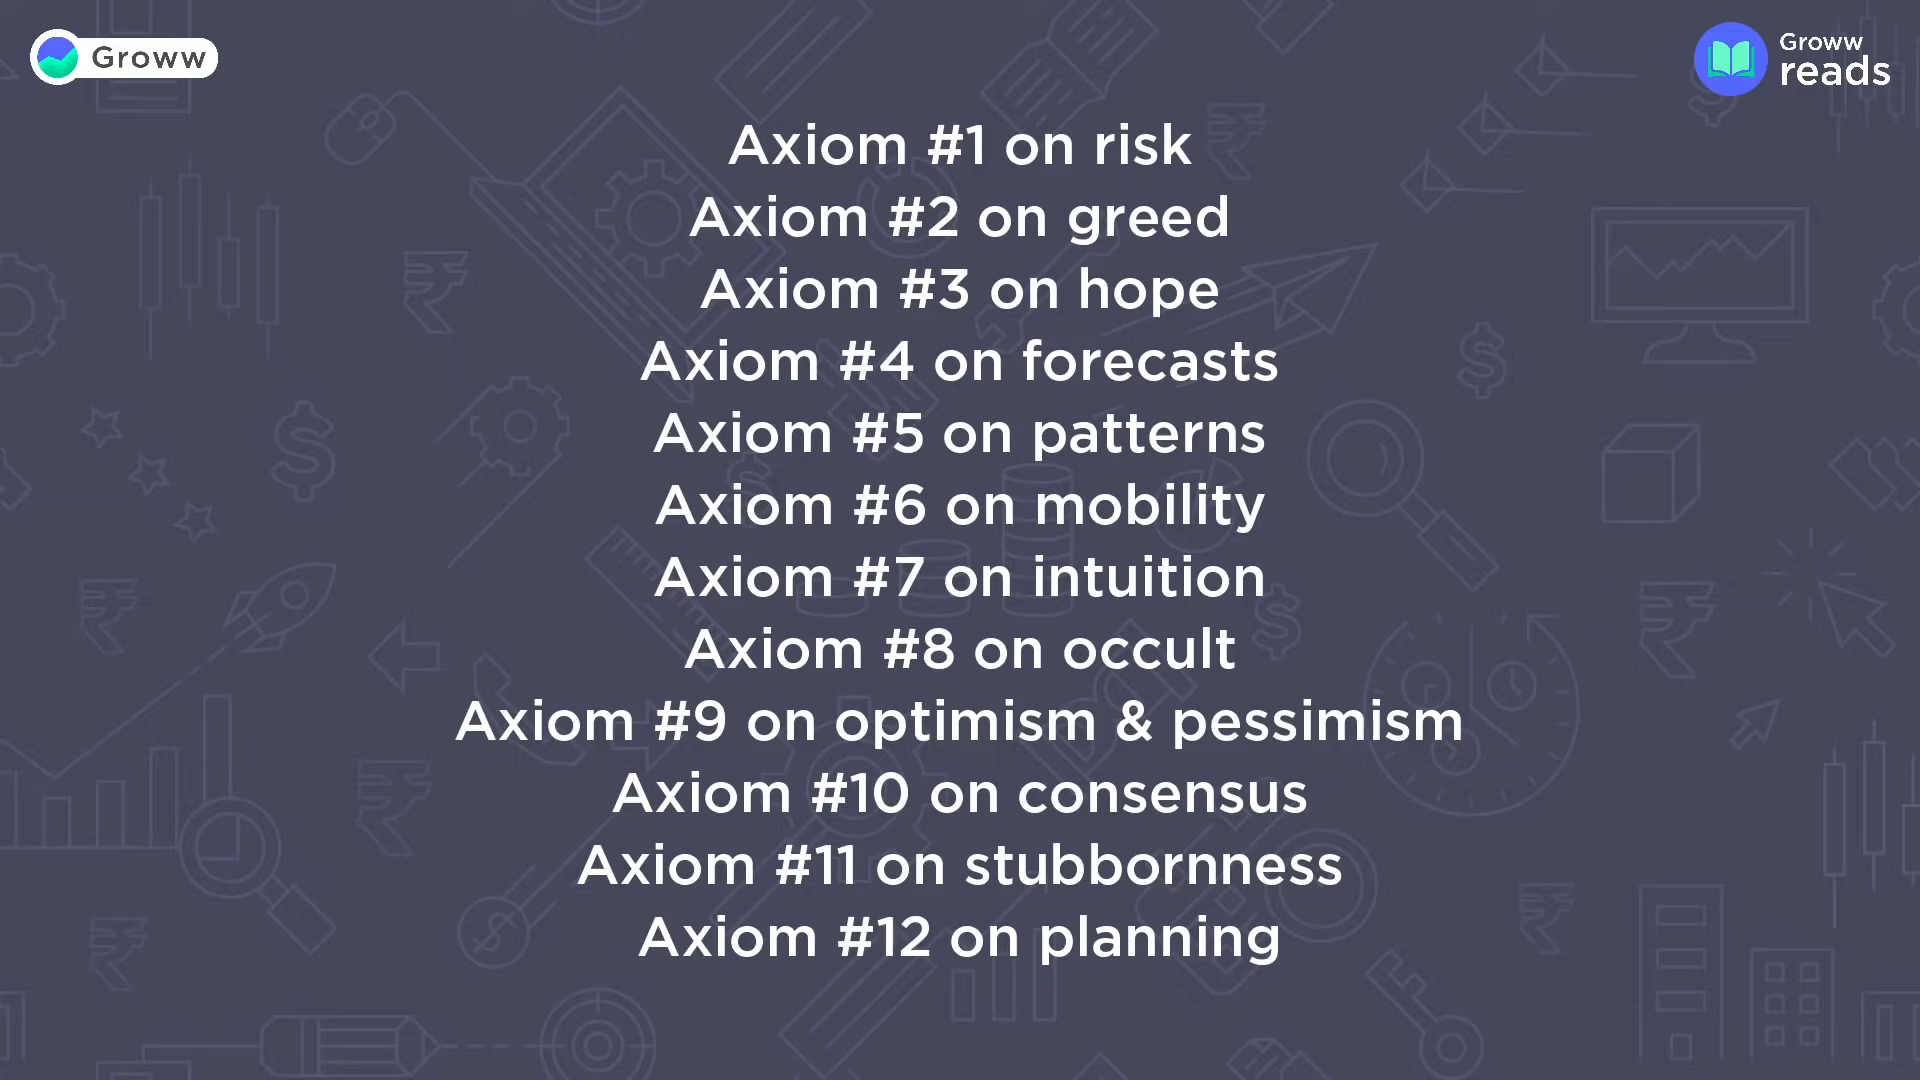 Groww
Groww
reads
Axiom #1 on risk
Axiom #2 on greed
Axiom #3 on hope
Axiom #4 on forecasts
Axiom #5 on patterns
Axiom #6 on mobility
Axiom #7 on intuition
Axiom #8 on occult
Axiom #9 on optimism & pessimism
Axiom #10 on consensus
Axiom #11 on stubbornness
Axiom #12 on planning